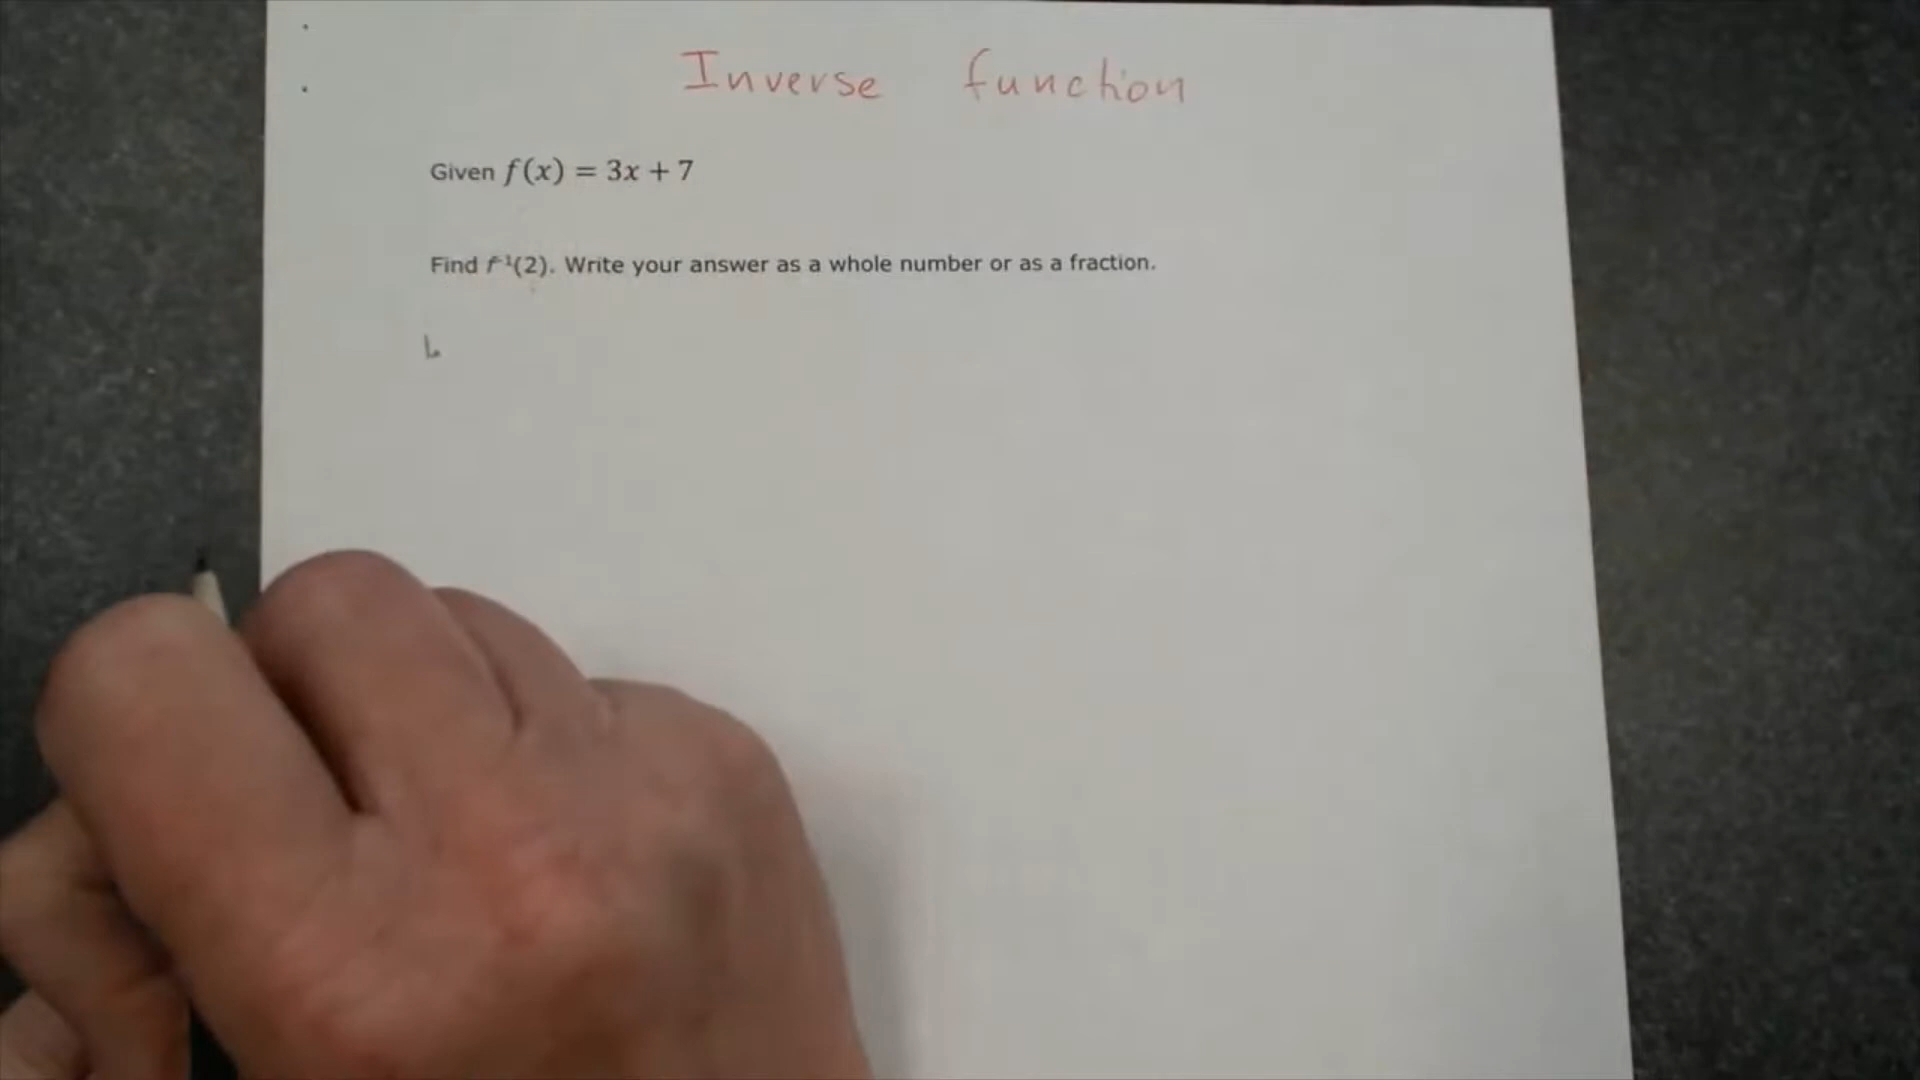 Inverse function
Given f(x) = 3x + 7
Find f⁻¹(2). Write your answer as a whole number or as a fraction.